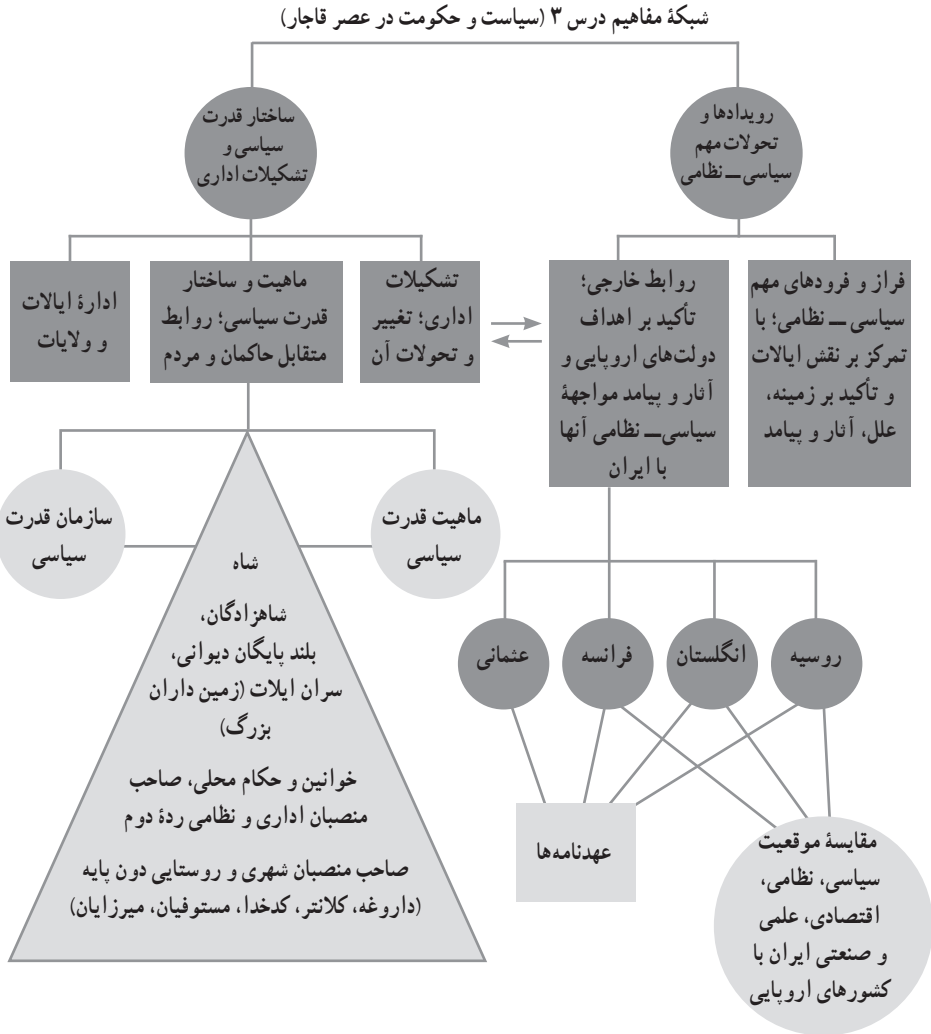 شبکهٔ مفاهیم درس ۳ (سیاست و حکومت در عصر قاجار)
رویدادها و
تحولات مهم
سیاسی ــ نظامی
ساختار قدرت
سیاسی و
تشکیلات اداری
فراز و فرودهای مهم
سیاسی ــ نظامی؛ با
تمرکز بر نقش ایالات
و تأکید بر زمینه،
علل، آثار و پیامد
روابط خارجی؛
تأکید بر اهداف
دولت‌های اروپایی و
آثار و پیامد مواجههٔ
سیاسی ــ نظامی آنها
با ایران
تشکیلات
اداری؛ تغییر
و تحولات آن
ماهیت و ساختار
قدرت سیاسی؛ روابط
متقابل حاکمان و مردم
ادارهٔ ایالات
و ولایات
ماهیت قدرت
سیاسی
سازمان قدرت
سیاسی
شاه
شاهزادگان،
بلند پایگان دیوانی،
سران ایلات (زمین داران
بزرگ)
خوانین و حکام محلی، صاحب
منصبان اداری و نظامی ردهٔ دوم
صاحب منصبان شهری و روستایی دون پایه
(داروغه، کلانتر، کدخدا، مستوفیان، میرزایان)
روسیه
انگلستان
فرانسه
عثمانی
عهدنامه‌ها
مقایسهٔ موقعیت
سیاسی، نظامی،
اقتصادی، علمی
و صنعتی ایران با
کشورهای اروپایی